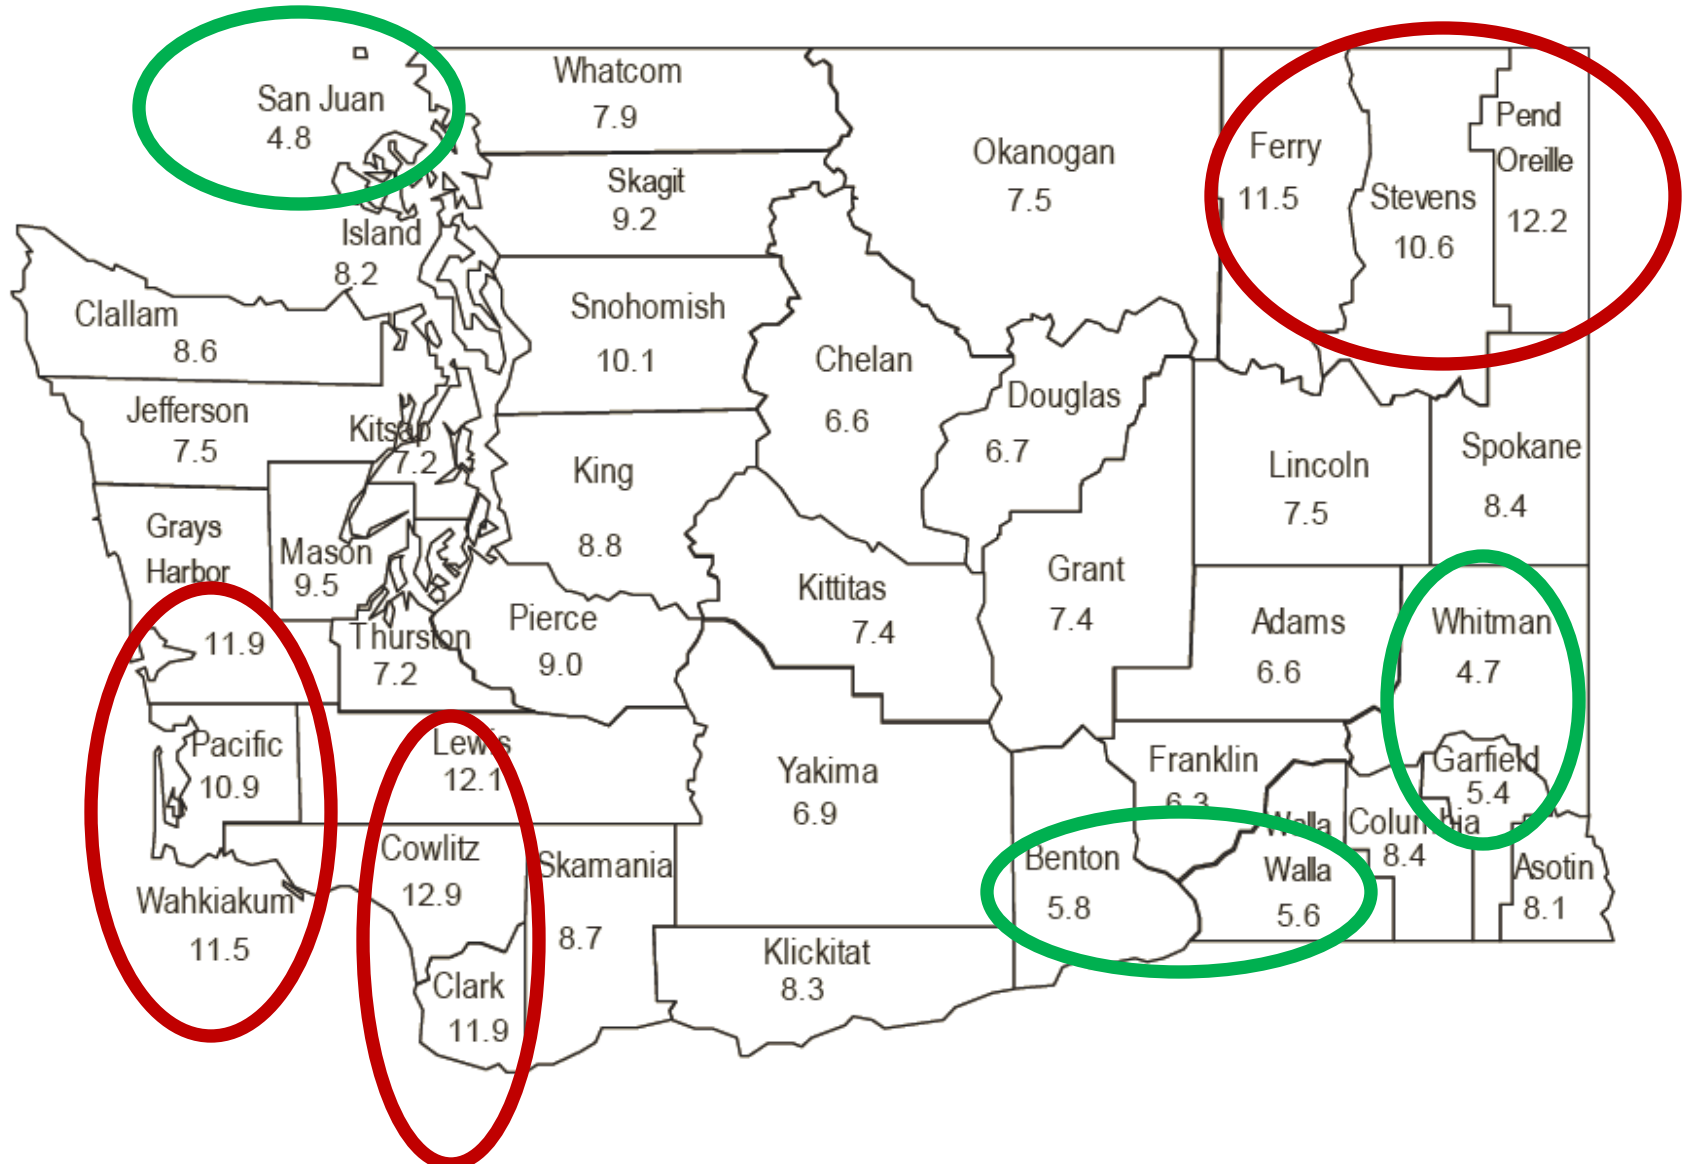 San Juan
4.8
Whatcom
7.9
Skagit
9.2
Island
8.2
Okanogan
7.5
Ferry
11.5
Stevens
10.6
Pend
Oreille
12.2
Clallam
8.6
Snohomish
10.1
Chelan
6.6
Douglas
6.7
Jefferson
7.5
Kitsap
7.2
King
8.8
Lincoln
7.5
Spokane
8.4
Grays
Harbor
11.9
Mason
9.5
Thurston
7.2
Pierce
9.0
Kittitas
7.4
Grant
7.4
Adams
6.6
Whitman
4.7
Pacific
10.9
Lewis
12.1
Yakima
6.9
Franklin
6.3
Garfield
5.4
Benton
5.8
Walla
Walla
5.6
Columbia
8.4
Asotin
8.1
Wahkiakum
11.5
Cowlitz
12.9
Skamania
8.7
Clark
11.9
Klickitat
8.3